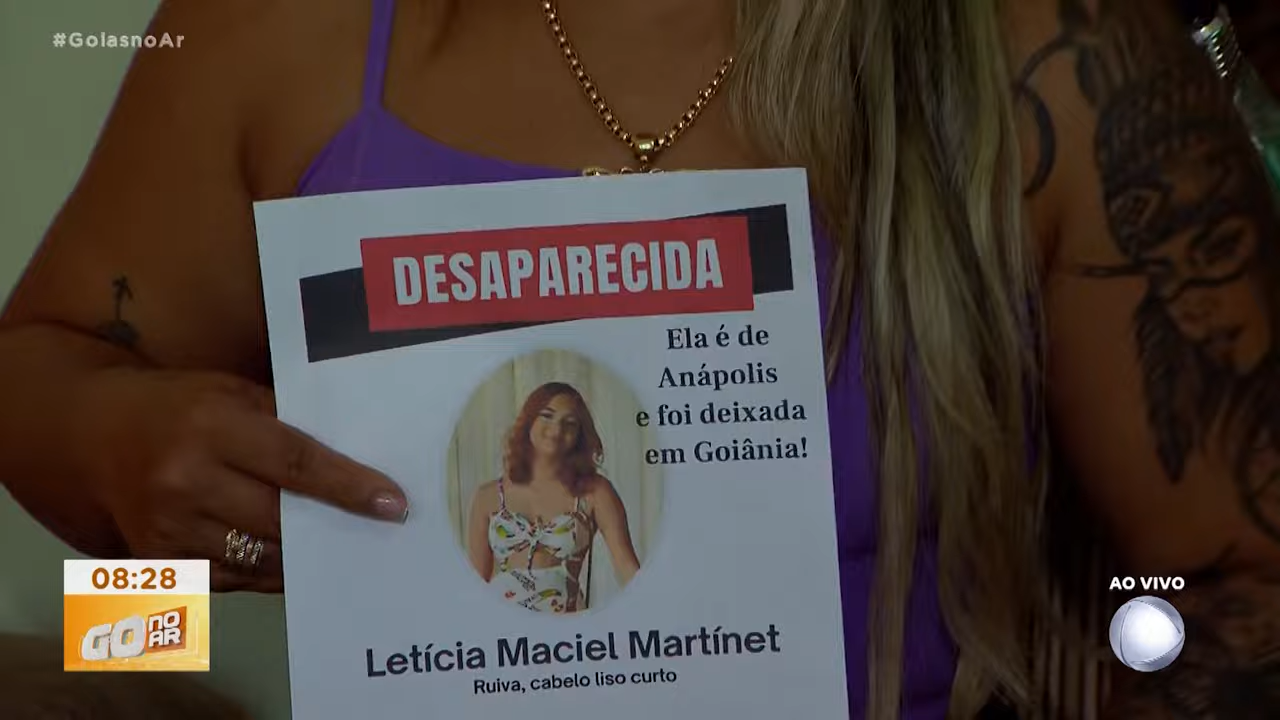 #GoiasnoAr
DESAPARECIDA
Ela é de
Anápolis
e foi deixada
em Goiânia!
Letícia Maciel Martínet
Ruiva, cabelo liso curto
08:28
GO NO AR
AO VIVO